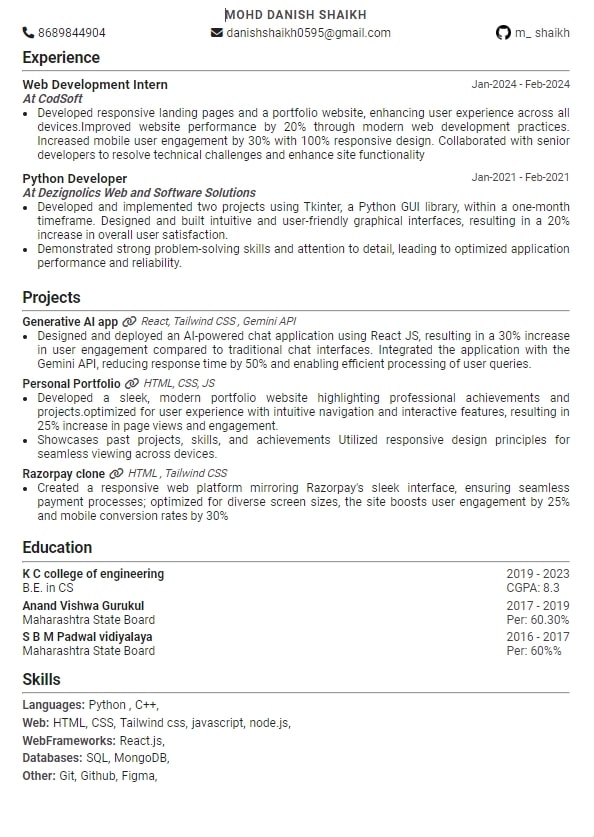 MOHD DANISH SHAIKH
8689844904 danishshaikh0595@gmail.com m_ shaikh
Experience
Web Development Intern Jan-2024 - Feb-2024
At CodSoft
• Developed responsive landing pages and a portfolio website, enhancing user experience across all
devices.Improved website performance by 20% through modern web development practices.
Increased mobile user engagement by 30% with 100% responsive design. Collaborated with senior
developers to resolve technical challenges and enhance site functionality
Python Developer Jan-2021 - Feb-2021
At Dezignolics Web and Software Solutions
• Developed and implemented two projects using Tkinter, a Python GUI library, within a one-month
timeframe. Designed and built intuitive and user-friendly graphical interfaces, resulting in a 20%
increase in overall user satisfaction.
• Demonstrated strong problem-solving skills and attention to detail, leading to optimized application
performance and reliability.
Projects
Generative AI app React, Tailwind CSS , Gemini API
• Designed and deployed an AI-powered chat application using React JS, resulting in a 30% increase
in user engagement compared to traditional chat interfaces. Integrated the application with the
Gemini API, reducing response time by 50% and enabling efficient processing of user queries.
Personal Portfolio HTML, CSS, JS
• Developed a sleek, modern portfolio website highlighting professional achievements and
projects.optimized for user experience with intuitive navigation and interactive features, resulting in
25% increase in page views and engagement.
• Showcases past projects, skills, and achievements Utilized responsive design principles for
seamless viewing across devices.
Razorpay clone HTML , Tailwind CSS
• Created a responsive web platform mirroring Razorpay's sleek interface, ensuring seamless
payment processes; optimized for diverse screen sizes, the site boosts user engagement by 25%
and mobile conversion rates by 30%
Education
K C college of engineering 2019 - 2023
B.E. in CS CGPA: 8.3
Anand Vishwa Gurukul 2017 - 2019
Maharashtra State Board Per: 60.30%
S B M Padwal vidiyalaya 2016 - 2017
Maharashtra State Board Per: 60%%
Skills
Languages: Python , C++,
Web: HTML, CSS, Tailwind css, javascript, node.js,
WebFrameworks: React.js,
Databases: SQL, MongoDB,
Other: Git, Github, Figma,